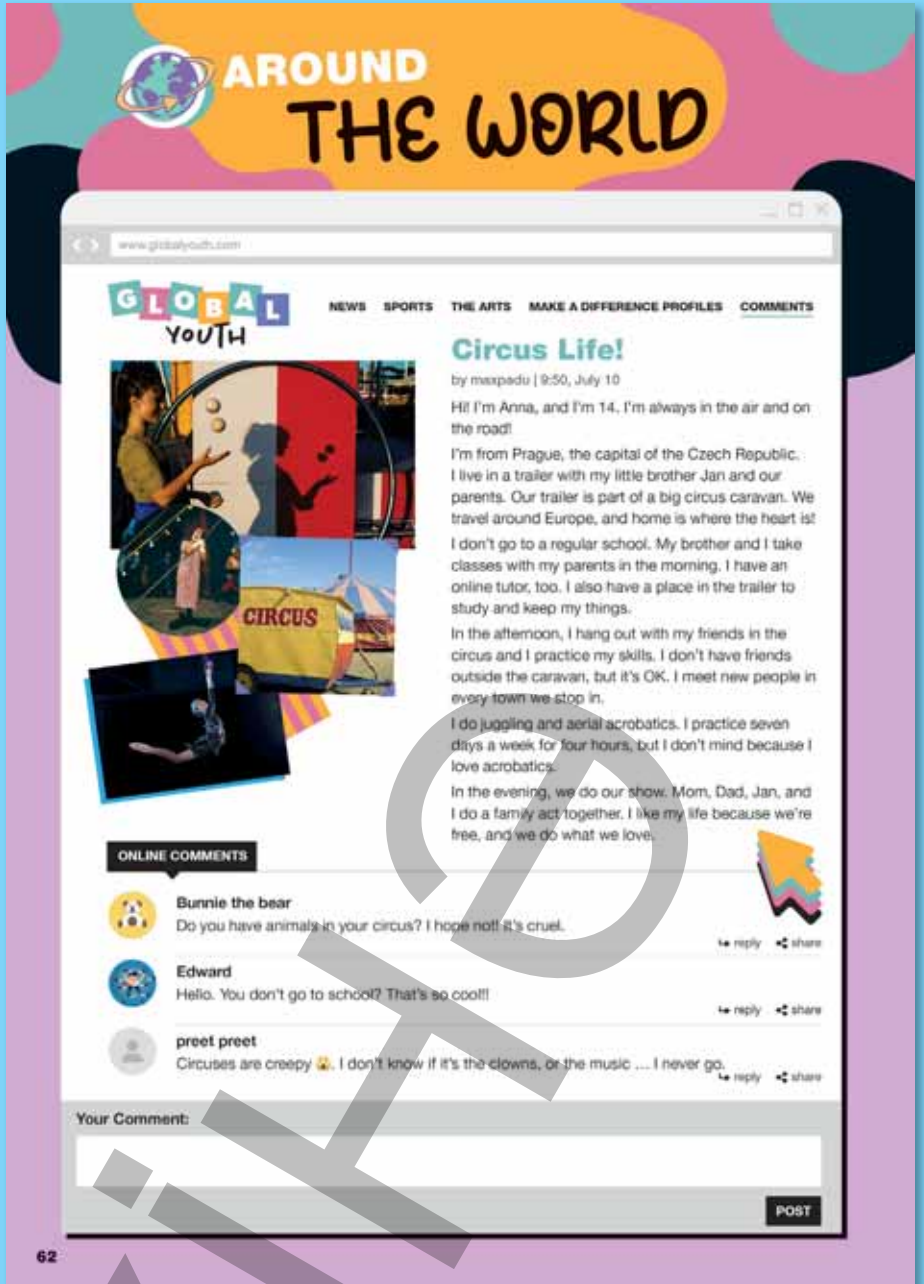 AROUND
THE WORLD
www.globalyouth.com
GLOBAL
YOUTH
NEWS SPORTS THE ARTS MAKE A DIFFERENCE PROFILES COMMENTS
Circus Life!
by maxpadu | 9:50, July 10
Hi! I'm Anna, and I'm 14. I'm always in the air and on
the road!
I'm from Prague, the capital of the Czech Republic.
I live in a trailer with my little brother Jan and our
parents. Our trailer is part of a big circus caravan. We
travel around Europe, and home is where the heart is!
I don't go to a regular school. My brother and I take
classes with my parents in the morning. I have an
online tutor, too. I also have a place in the trailer to
study and keep my things.
In the afternoon, I hang out with my friends in the
circus and I practice my skills. I don't have friends
outside the caravan, but it's OK. I meet new people in
every town we stop in.
I do juggling and aerial acrobatics. I practice seven
days a week for four hours, but I don't mind because I
love acrobatics.
In the evening, we do our show. Mom, Dad, Jan, and
I do a family act together. I like my life because we're
free, and we do what we love.
CIRCUS
ONLINE COMMENTS
Bunnie the bear
Do you have animals in your circus? I hope not! It's cruel.
reply share
Edward
Hello. You don't go to school? That's so cool!!
reply share
preet preet
Circuses are creepy 😱. I don't know if it's the clowns, or the music ... I never go.
reply share
Your Comment:
POST
62